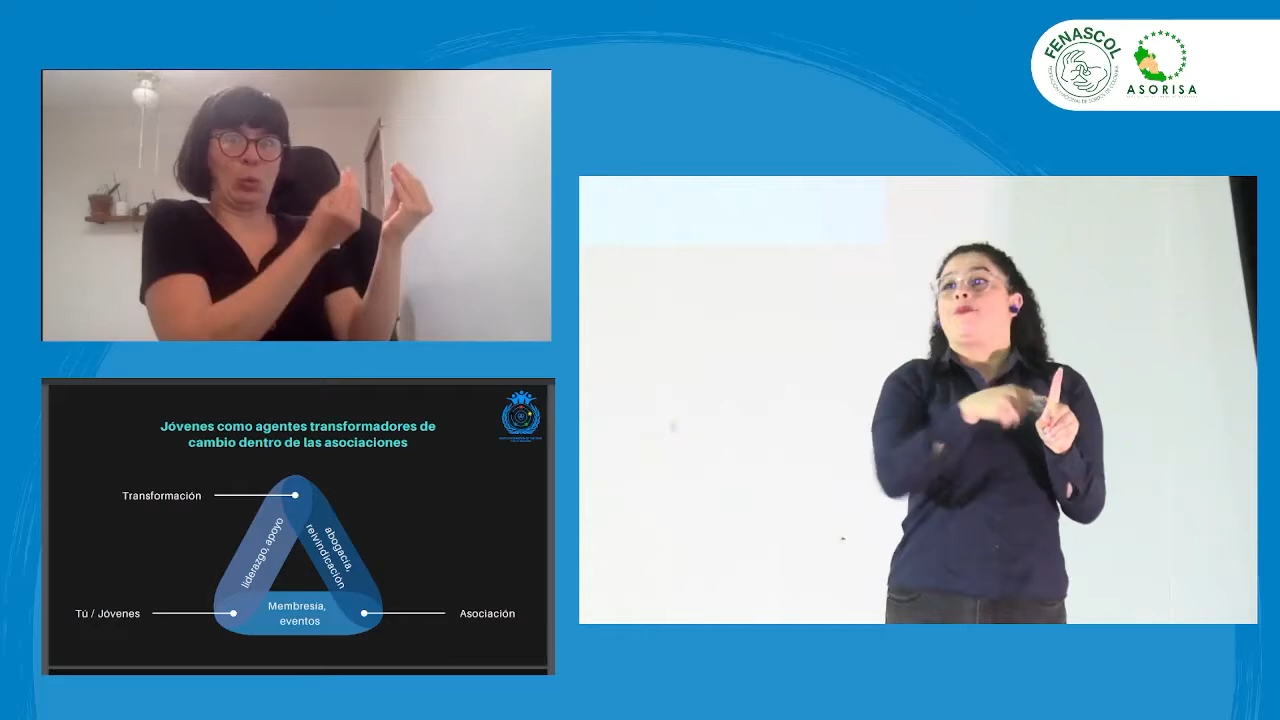 FENASCOL
ASORISA
Jóvenes como agentes transformadores de
cambio dentro de las asociaciones
Transformación
liderazgo, apoyo
abogacía,
reivindicación
Tú / Jóvenes
Membresía,
eventos
Asociación